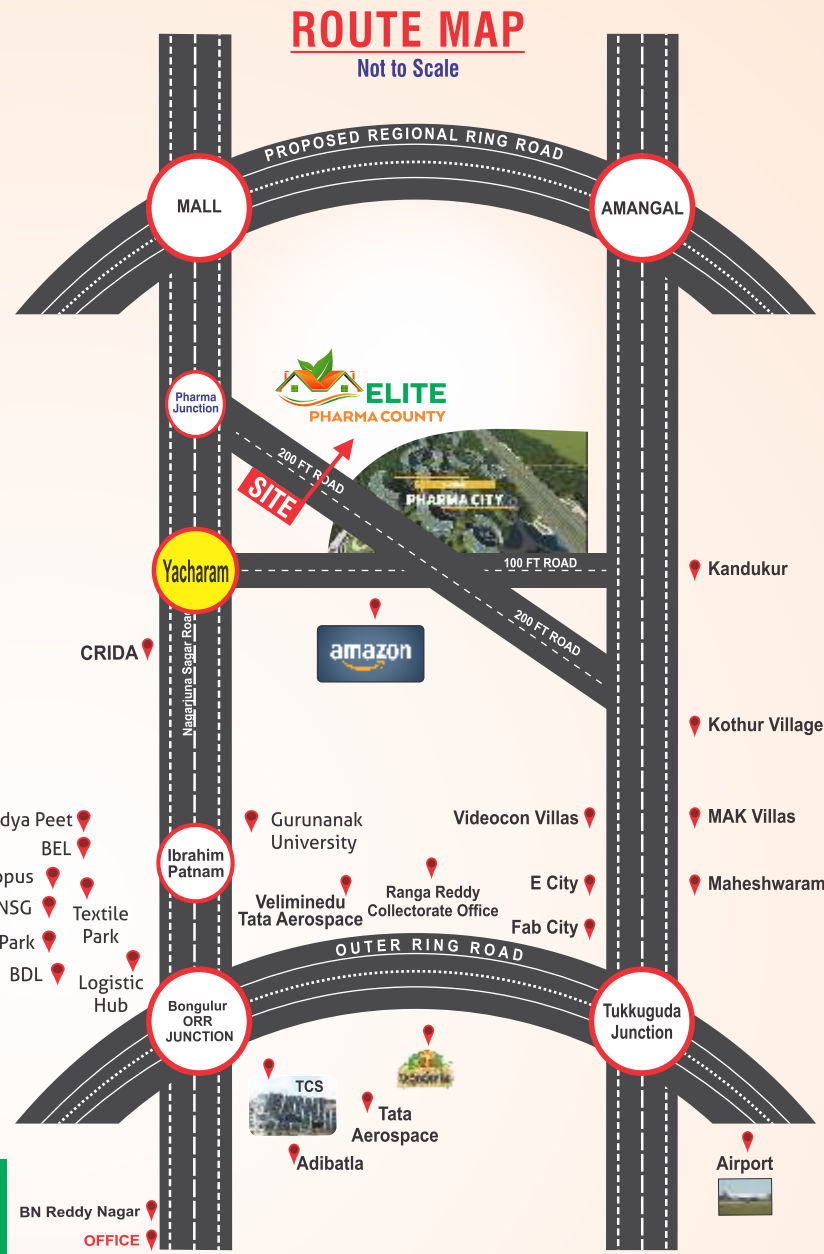 ROUTE MAP
Not to Scale
PROPOSED REGIONAL RING ROAD
MALL
AMANGAL
Pharma
Junction
ELITE
PHARMA COUNTY
200 FT ROAD
SITE
PHARMA CITY
Yacharam
100 FT ROAD
Kandukur
200 FT ROAD
amazon
CRIDA
Nagarjuna Sagar Road
Kothur Village
dya Peet
BEL
opus
NSG
Textile
Park
Park
BDL
Logistic
Hub
Ibrahim
Patnam
Gurunanak
University
Videocon Villas
MAK Villas
Veliminedu
Tata Aerospace
Ranga Reddy
Collectorate Office
E City
Maheshwaram
Fab City
OUTER RING ROAD
Bongulur
ORR
JUNCTION
Tukkuguda
Junction
TCS
Tata
Aerospace
Adibatla
Airport
BN Reddy Nagar
OFFICE